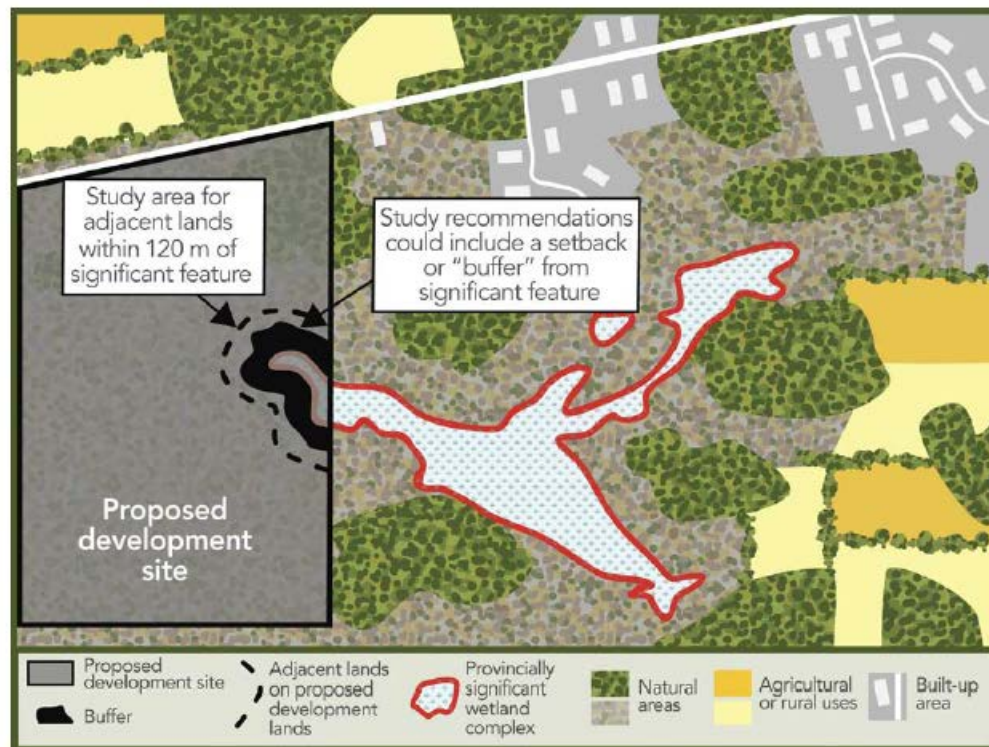 Study area for
adjacent lands
within 120 m of
significant feature
Study recommendations
could include a setback
or “buffer” from
significant feature
Proposed
development
site
Proposed
development site
Buffer
Adjacent lands
on proposed
development
lands
Provincially
significant
wetland
complex
Natural
areas
Agricultural
or rural uses
Built-up
area